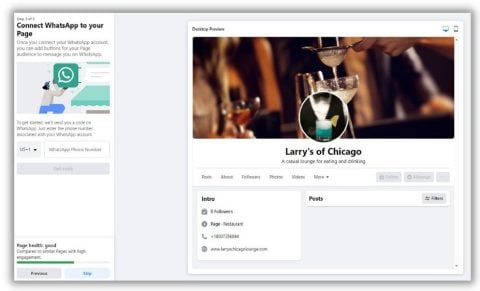 Step 3 of 5
Connect WhatsApp to your
Page
Once you connect your WhatsApp account,
you can add buttons for your Page
audience to message you on WhatsApp.
To get started, we'll send you a code on
WhatsApp. Just enter the phone number
associated with your WhatsApp account.
US+1
WhatsApp Phone Number
Get code
Page health: good
Compared to similar Pages with high
engagement.
Previous
Skip
Desktop Preview
Larry's of Chicago
A casual lounge for eating and drinking
Posts
About
Followers
Photos
Videos
More
Follow
Message
Intro
0 Followers
Page · Restaurant
www.larryschicagolounge.com
Posts
Filters